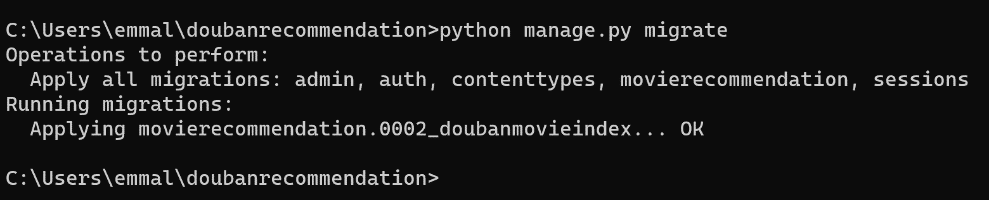 C:\Users\emmal\doubanrecommendation>python manage.py migrate
Operations to perform:
  Apply all migrations: admin, auth, contenttypes, movierecommendation, sessions
Running migrations:
  Applying movierecommendation.0002_doubanmovieindex... OK
C:\Users\emmal\doubanrecommendation>